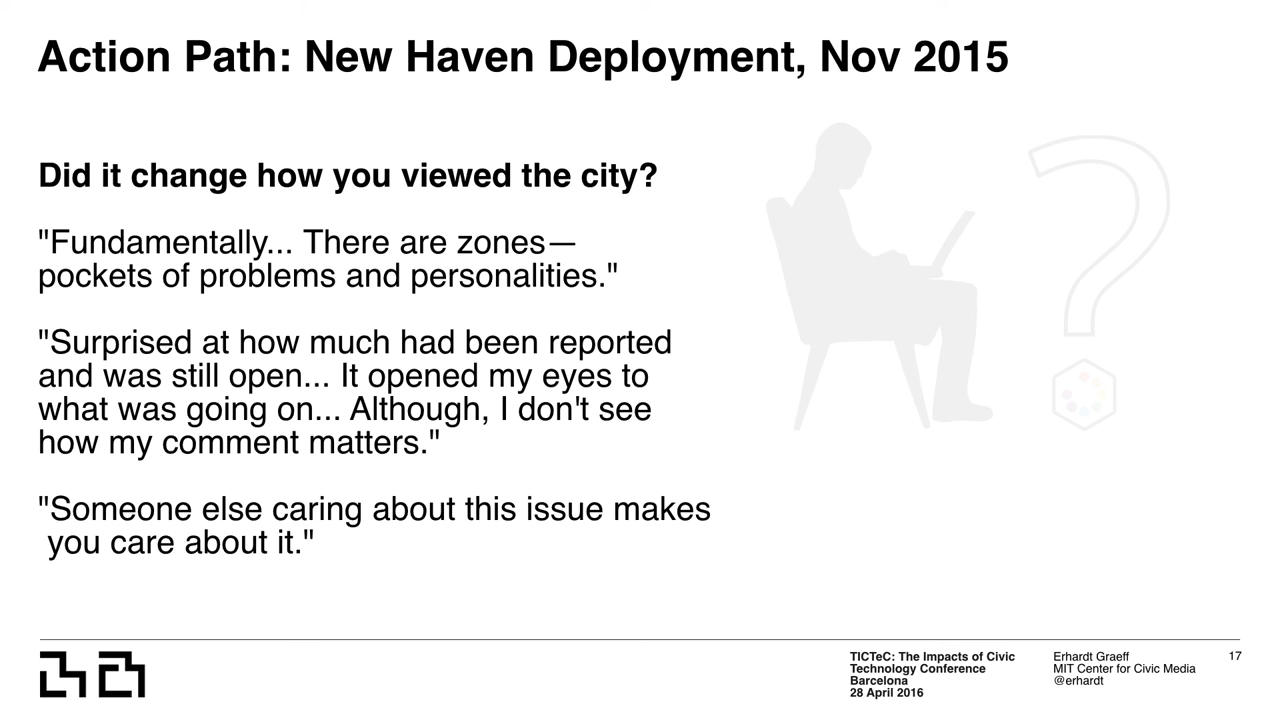 Action Path: New Haven Deployment, Nov 2015
Did it change how you viewed the city?
"Fundamentally... There are zones—
pockets of problems and personalities."
"Surprised at how much had been reported
and was still open... It opened my eyes to
what was going on... Although, I don't see
how my comment matters."
"Someone else caring about this issue makes
you care about it."
TICTeC: The Impacts of Civic
Technology Conference
Barcelona
28 April 2016
Erhardt Graeff
MIT Center for Civic Media
@erhardt
17